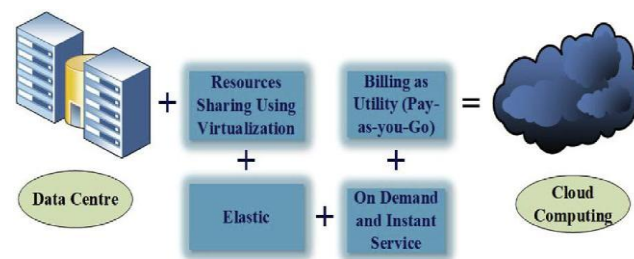 Resources
Sharing Using
Virtualization
Billing as
Utility (Pay-
as-you-Go)
+
=
+
+
Data Centre
Elastic
+
On Demand
and Instant
Service
Cloud
Computing